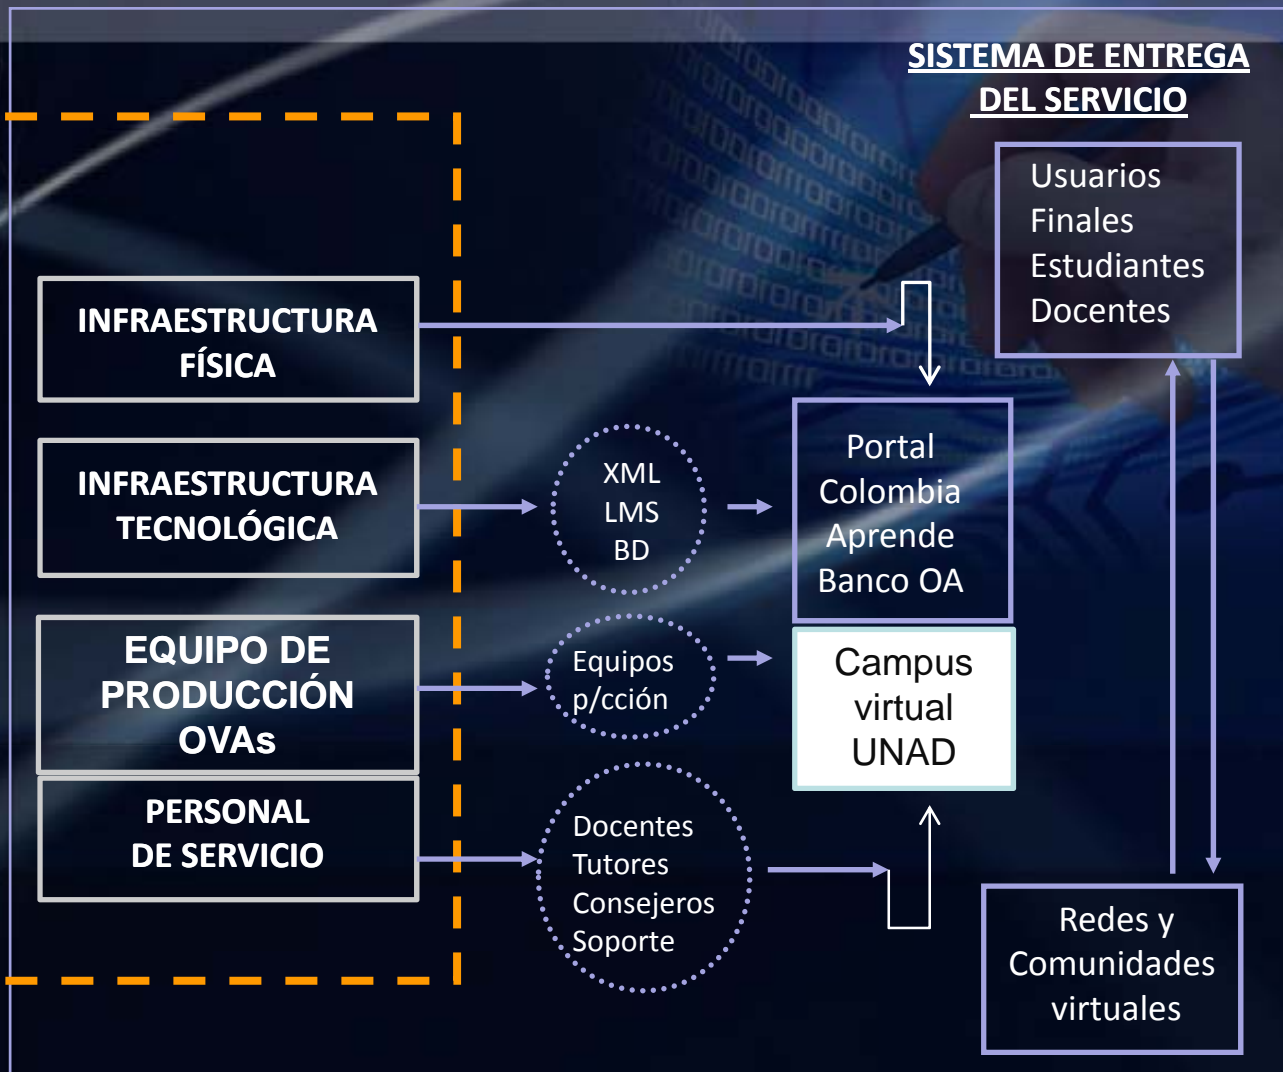 SISTEMA DE ENTREGA
DEL SERVICIO
Usuarios
Finales
Estudiantes
Docentes
INFRAESTRUCTURA
FÍSICA
INFRAESTRUCTURA
TECNOLÓGICA
XML
LMS
BD
Portal
Colombia
Aprende
Banco OA
EQUIPO DE
PRODUCCIÓN
OVAs
Equipos
p/cción
Campus
virtual
UNAD
PERSONAL
DE SERVICIO
Docentes
Tutores
Consejeros
Soporte
Redes y
Comunidades
virtuales